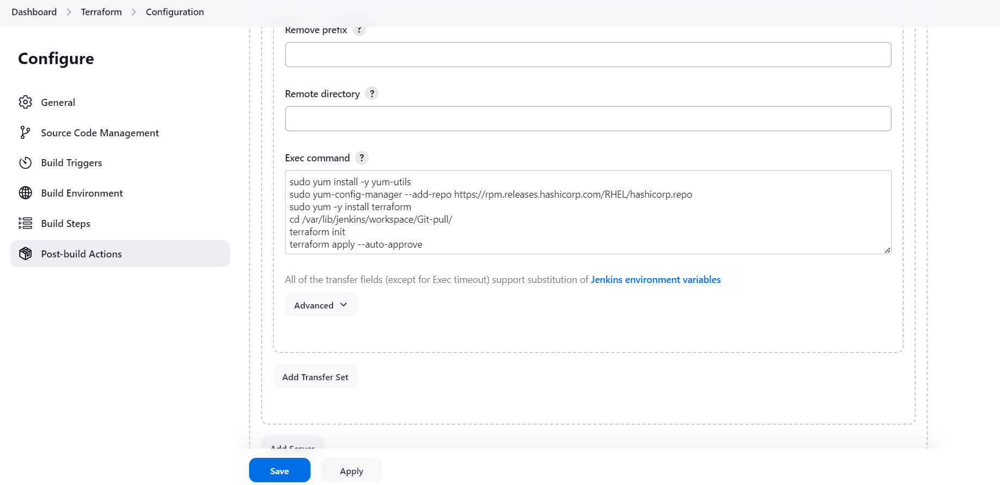 Dashboard > Terraform > Configuration
Configure
General
Source Code Management
Build Triggers
Build Environment
Build Steps
Post-build Actions
Remove prefix ?
Remote directory ?
Exec command ?
sudo yum install -y yum-utils
sudo yum-config-manager --add-repo https://rpm.releases.hashicorp.com/RHEL/hashicorp.repo
sudo yum -y install terraform
cd /var/lib/jenkins/workspace/Git-pull/
terraform init
terraform apply --auto-approve
All of the transfer fields (except for Exec timeout) support substitution of Jenkins environment variables
Advanced
Add Transfer Set
Add Server
Save
Apply